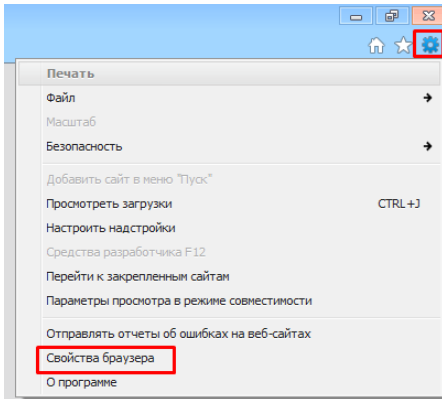 Печать
Файл
Масштаб
Безопасность
Добавить сайт в меню "Пуск"
Просмотреть загрузки CTRL+J
Настроить надстройки
Средства разработчика F12
Перейти к закрепленным сайтам
Параметры просмотра в режиме совместимости
Отправлять отчеты об ошибках на веб-сайтах
Свойства браузера
О программе